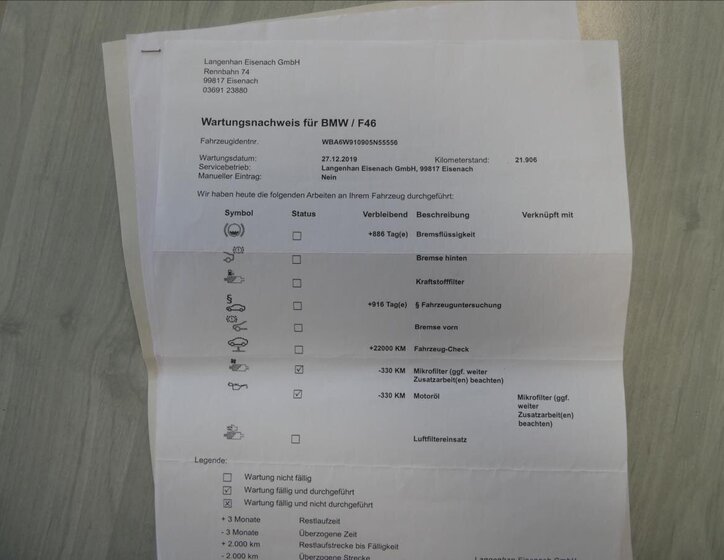 Langenhan Eisenach GmbH
Rennbahn 74
99817 Eisenach
03691 23880
Wartungsnachweis für BMW / F46
Fahrzeugidentnr. WBA6W910905N55556
Wartungsdatum: 27.12.2019 Kilometerstand: 21.906
Servicebetrieb: Langenhan Eisenach GmbH, 99817 Eisenach
Manueller Eintrag: Nein
Wir haben heute die folgenden Arbeiten an Ihrem Fahrzeug durchgeführt:
Symbol Status Verbleibend Beschreibung Verknüpft mit
+886 Tag(e) Bremsflüssigkeit
Bremse hinten
Kraftstofffilter
§
+916 Tag(e) § Fahrzeuguntersuchung
Bremse vorn
+22000 KM Fahrzeug-Check
-330 KM Mikrofilter (ggf. weiter
Zusatzarbeit(en) beachten)
-330 KM Motoröl Mikrofilter (ggf.
weiter
Zusatzarbeit(en)
beachten)
Luftfiltereinsatz
Legende:
Wartung nicht fällig
Wartung fällig und durchgeführt
Wartung fällig und nicht durchgeführt
+ 3 Monate Restlaufzeit
- 3 Monate Überzogene Zeit
+ 2.000 km Restlaufstrecke bis Fälligkeit
- 2.000 km Überzogene Strecke
Langenhan Eisenach GmbH